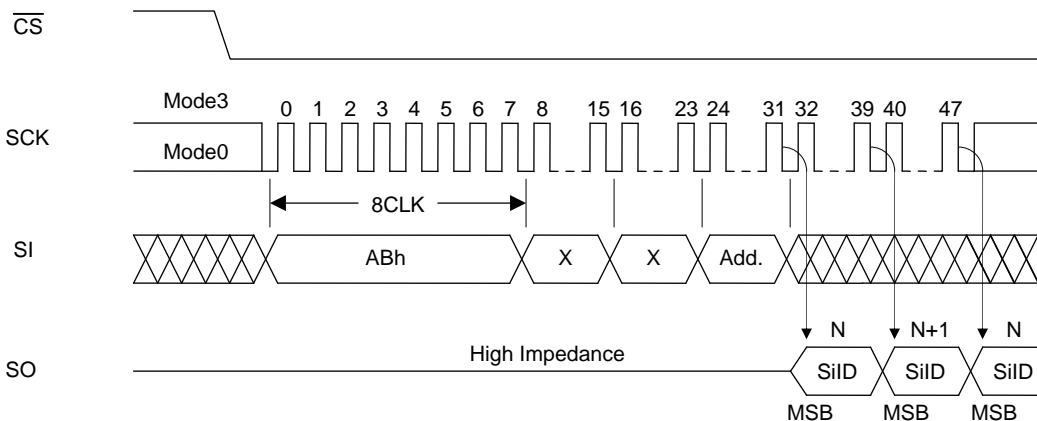 CS
Mode3
0 1 2 3 4 5 6 7 8 15 16 23 24 31 32 39 40 47
SCK
Mode0
8CLK
SI
ABh X X Add.
N N+1 N
High Impedance
SO
SiID SiID SiID
MSB MSB MSB